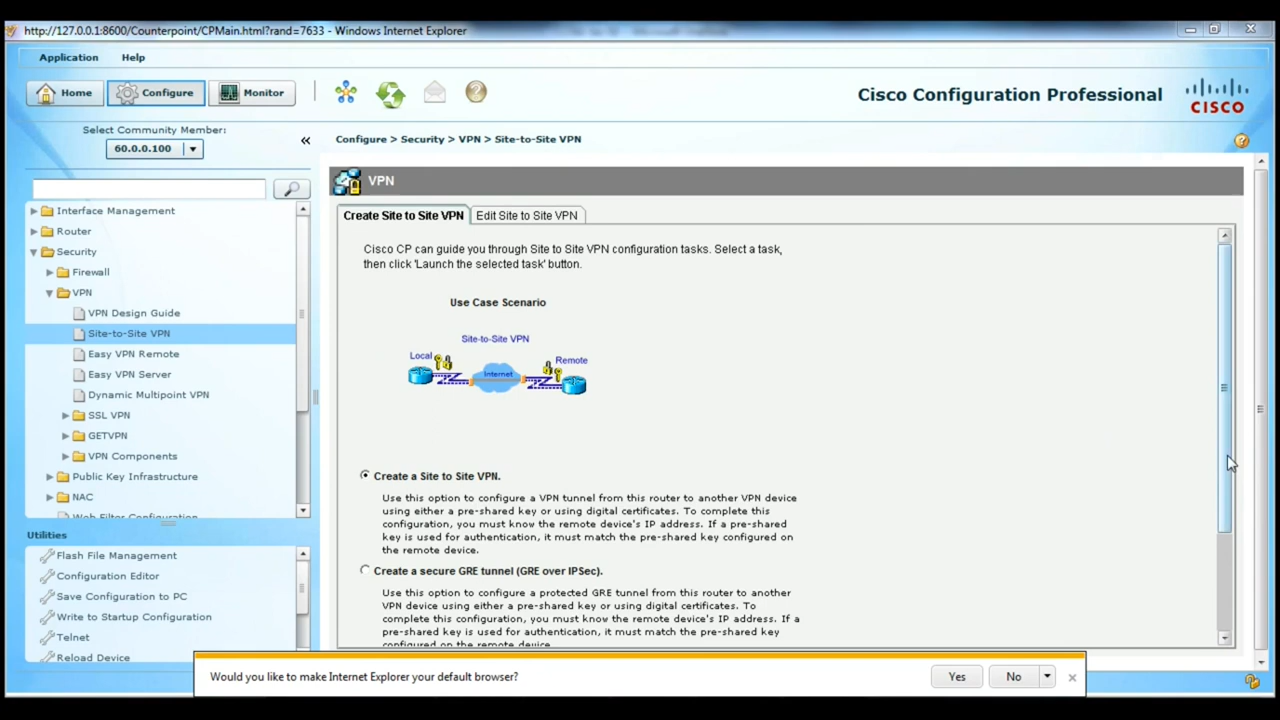 http://127.0.0.1:8600/Counterpoint/CPMain.html?rand=7633 - Windows Internet Explorer
Application Help
Home Configure Monitor
Cisco Configuration Professional
CISCO
Select Community Member:
60.0.0.100
«
Configure > Security > VPN > Site-to-Site VPN
Interface Management
Router
Security
Firewall
VPN
VPN Design Guide
Site-to-Site VPN
Easy VPN Remote
Easy VPN Server
Dynamic Multipoint VPN
SSL VPN
GETVPN
VPN Components
Public Key Infrastructure
NAC
Web Filter Configuration
Utilities
Flash File Management
Configuration Editor
Save Configuration to PC
Write to Startup Configuration
Telnet
Reload Device
VPN
Create Site to Site VPN Edit Site to Site VPN
Cisco CP can guide you through Site to Site VPN configuration tasks. Select a task,
then click 'Launch the selected task' button.
Use Case Scenario
Site-to-Site VPN
Local
Remote
Internet
Create a Site to Site VPN.
Use this option to configure a VPN tunnel from this router to another VPN device
using either a pre-shared key or using digital certificates. To complete this
configuration, you must know the remote device's IP address. If a pre-shared
key is used for authentication, it must match the pre-shared key configured on
the remote device.
Create a secure GRE tunnel (GRE over IPSec).
Use this option to configure a protected GRE tunnel from this router to another
VPN device using either a pre-shared key or using digital certificates. To
complete this configuration, you must know the remote device's IP address. If a
pre-shared key is used for authentication, it must match the pre-shared key
configured on the remote device.
Would you like to make Internet Explorer your default browser?
Yes
No